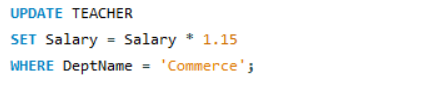 UPDATE TEACHER
SET Salary = Salary * 1.15
WHERE DeptName = 'Commerce';